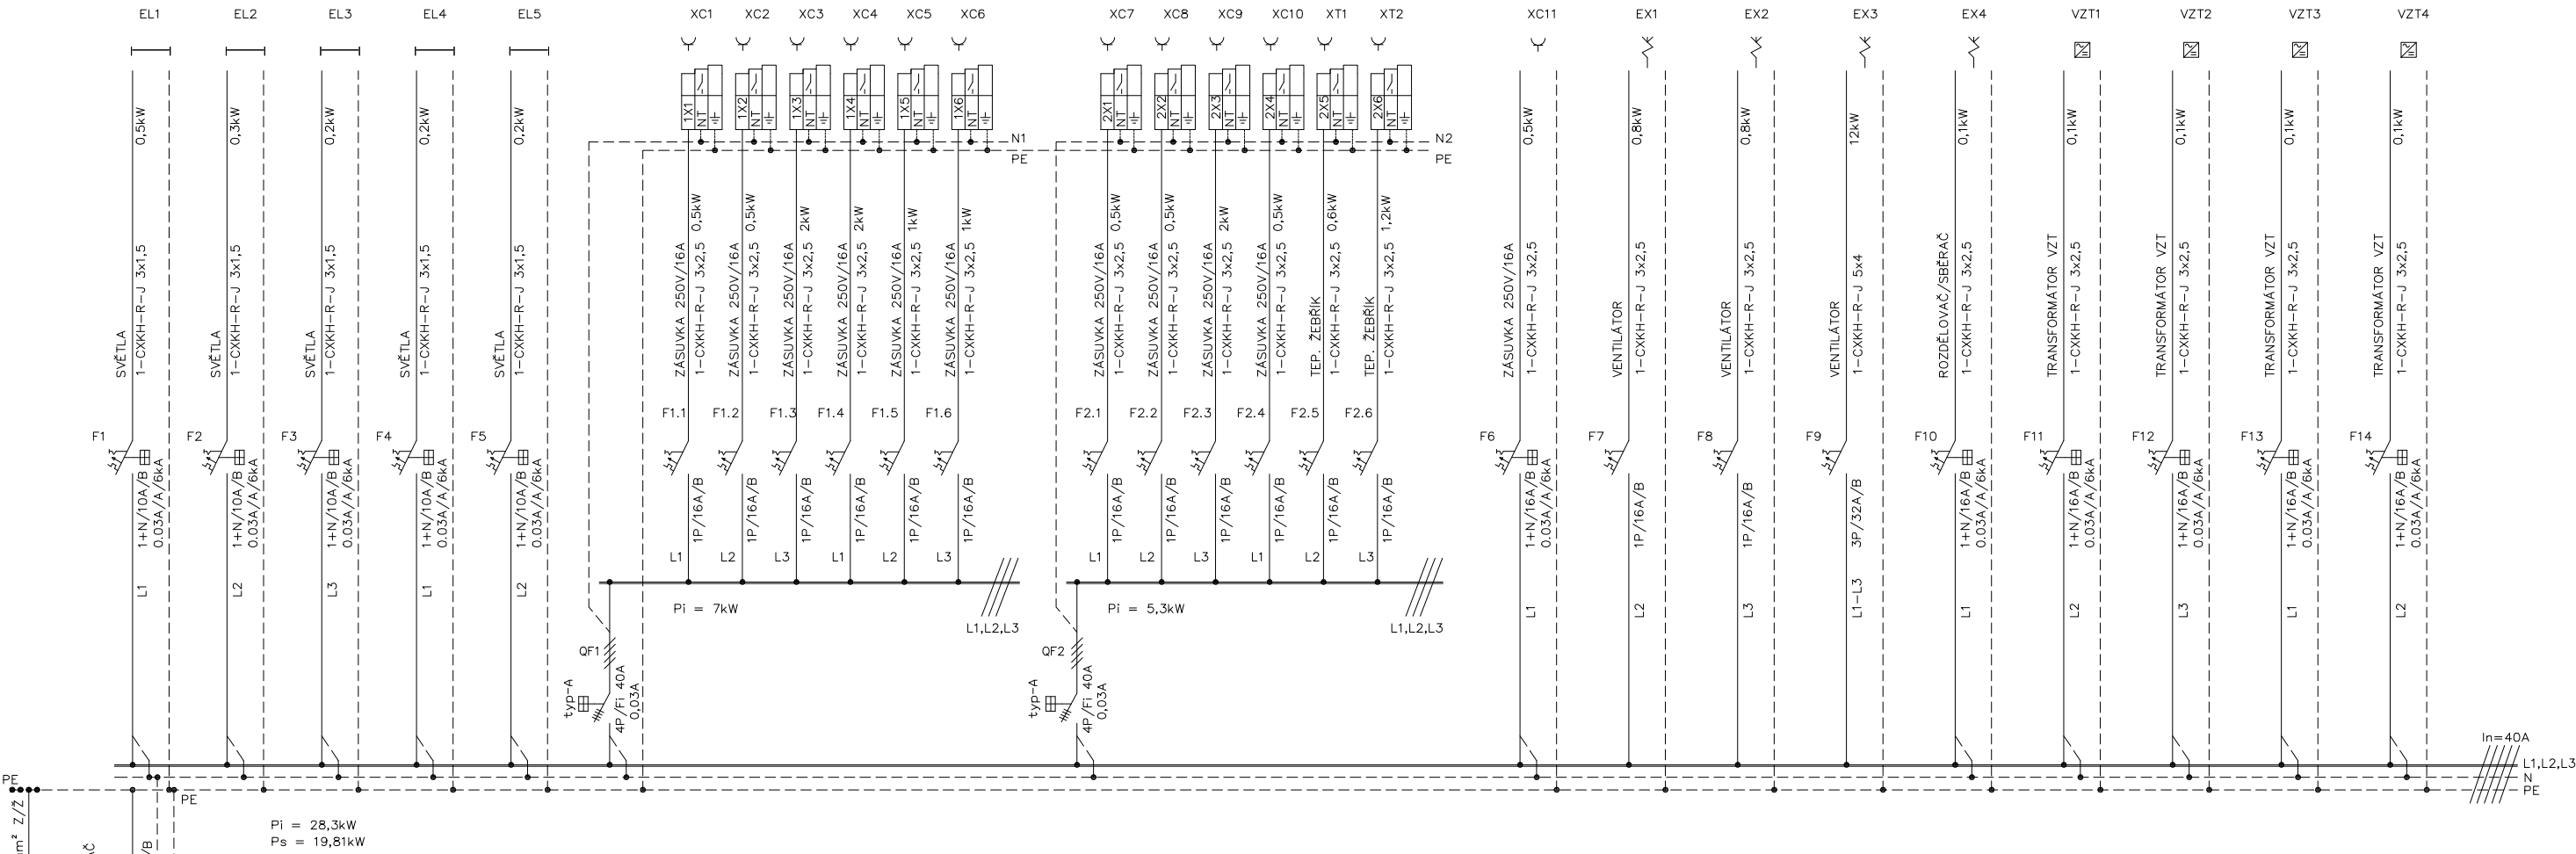 EL1 EL2 EL3 EL4 EL5 XC1 XC2 XC3 XC4 XC5 XC6 XC7 XC8 XC9 XC10 XT1 XT2 XC11 EX1 EX2 EX3 EX4 VZT1 VZT2 VZT3 VZT4
1X1 NT 1X2 NT 1X3 NT 1X4 NT 1X5 NT 1X6 NT
2X1 NT 2X2 NT 2X3 NT 2X4 NT 2X5 NT 2X6 NT
N1
PE
N2
PE
0,5kW
0,3kW
0,2kW
0,2kW
0,2kW
0,5kW
0,8kW
0,8kW
12kW
0,1kW
0,1kW
0,1kW
0,1kW
0,1kW
SVĚTLA
1-CXKH-R-J 3x1,5
SVĚTLA
1-CXKH-R-J 3x1,5
SVĚTLA
1-CXKH-R-J 3x1,5
SVĚTLA
1-CXKH-R-J 3x1,5
SVĚTLA
1-CXKH-R-J 3x1,5
ZÁSUVKA 250V/16A
1-CXKH-R-J 3x2,5 0,5kW
ZÁSUVKA 250V/16A
1-CXKH-R-J 3x2,5 0,5kW
ZÁSUVKA 250V/16A
1-CXKH-R-J 3x2,5 2kW
ZÁSUVKA 250V/16A
1-CXKH-R-J 3x2,5 2kW
ZÁSUVKA 250V/16A
1-CXKH-R-J 3x2,5 1kW
ZÁSUVKA 250V/16A
1-CXKH-R-J 3x2,5 1kW
ZÁSUVKA 250V/16A
1-CXKH-R-J 3x2,5 0,5kW
ZÁSUVKA 250V/16A
1-CXKH-R-J 3x2,5 0,5kW
ZÁSUVKA 250V/16A
1-CXKH-R-J 3x2,5 2kW
ZÁSUVKA 250V/16A
1-CXKH-R-J 3x2,5 0,5kW
TEP. ŽEBŘÍK
1-CXKH-R-J 3x2,5 0,6kW
TEP. ŽEBŘÍK
1-CXKH-R-J 3x2,5 1,2kW
ZÁSUVKA 250V/16A
1-CXKH-R-J 3x2,5
VENTILÁTOR
1-CXKH-R-J 3x2,5
VENTILÁTOR
1-CXKH-R-J 3x2,5
VENTILÁTOR
1-CXKH-R-J 5x4
ROZDĚLOVAČ/SBĚRAČ
1-CXKH-R-J 3x2,5
TRANSFORMÁTOR VZT
1-CXKH-R-J 3x2,5
TRANSFORMÁTOR VZT
1-CXKH-R-J 3x2,5
TRANSFORMÁTOR VZT
1-CXKH-R-J 3x2,5
TRANSFORMÁTOR VZT
1-CXKH-R-J 3x2,5
F1.1 F1.2 F1.3 F1.4 F1.5 F1.6 F2.1 F2.2 F2.3 F2.4 F2.5 F2.6
F1 F2 F3 F4 F5 F6 F7 F8 F9 F10 F11 F12 F13 F14
1+N/10A/B
0.03A/A/6kA
1+N/10A/B
0.03A/A/6kA
1+N/10A/B
0.03A/A/6kA
1+N/10A/B
0.03A/A/6kA
1+N/10A/B
0.03A/A/6kA
1P/16A/B
1P/16A/B
1P/16A/B
1P/16A/B
1P/16A/B
1P/16A/B
1P/16A/B
1P/16A/B
1P/16A/B
1P/16A/B
1P/16A/B
1P/16A/B
1+N/16A/B
0.03A/A/6kA
1P/16A/B
1P/16A/B
3P/32A/B
1+N/16A/B
0.03A/A/6kA
1+N/16A/B
0.03A/A/6kA
1+N/16A/B
0.03A/A/6kA
1+N/16A/B
0.03A/A/6kA
1+N/16A/B
0.03A/A/6kA
L1 L2 L3 L1 L2 L3 L1 L2 L3 L1 L2 L3
L1 L2 L3 L1 L2 L1 L2 L3 L1-L3 L1 L2 L3 L1 L2
Pi = 7kW
L1,L2,L3
Pi = 5,3kW
L1,L2,L3
QF1
typ-A
4P/Fi 40A
0,03A
QF2
typ-A
4P/Fi 40A
0,03A
In=40A
L1,L2,L3
N
PE
PE
PE
Pi = 28,3kW
Ps = 19,81kW
Z/Ž
/B